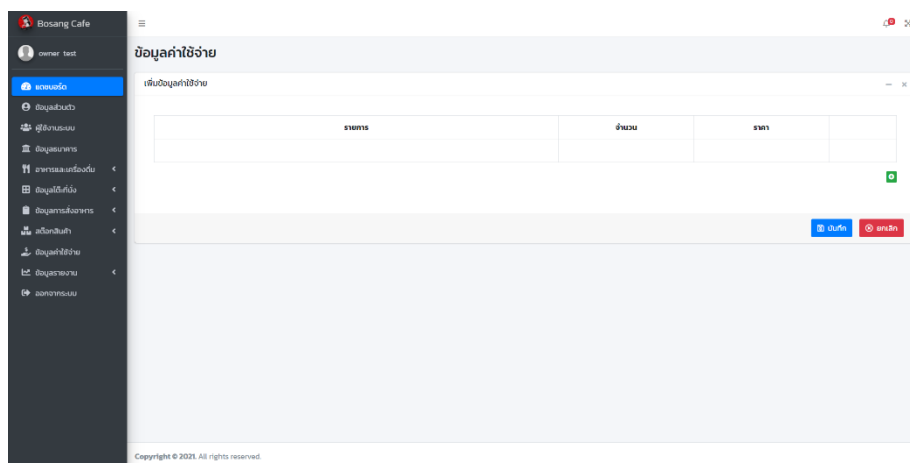 Bosang Cafe
0
owner test
ข้อมูลค่าใช้จ่าย
แดชบอร์ด
ข้อมูลส่วนตัว
ผู้ใช้งานระบบ
ข้อมูลธนาคาร
อาหารและเครื่องดื่ม
ข้อมูลโต๊ะที่นั่ง
ข้อมูลการสั่งอาหาร
สต๊อกสินค้า
ข้อมูลค่าใช้จ่าย
ข้อมูลรายงาน
ออกจากระบบ
เพิ่มข้อมูลค่าใช้จ่าย
รายการ จำนวน ราคา
บันทึก ยกเลิก
Copyright © 2021. All rights reserved.